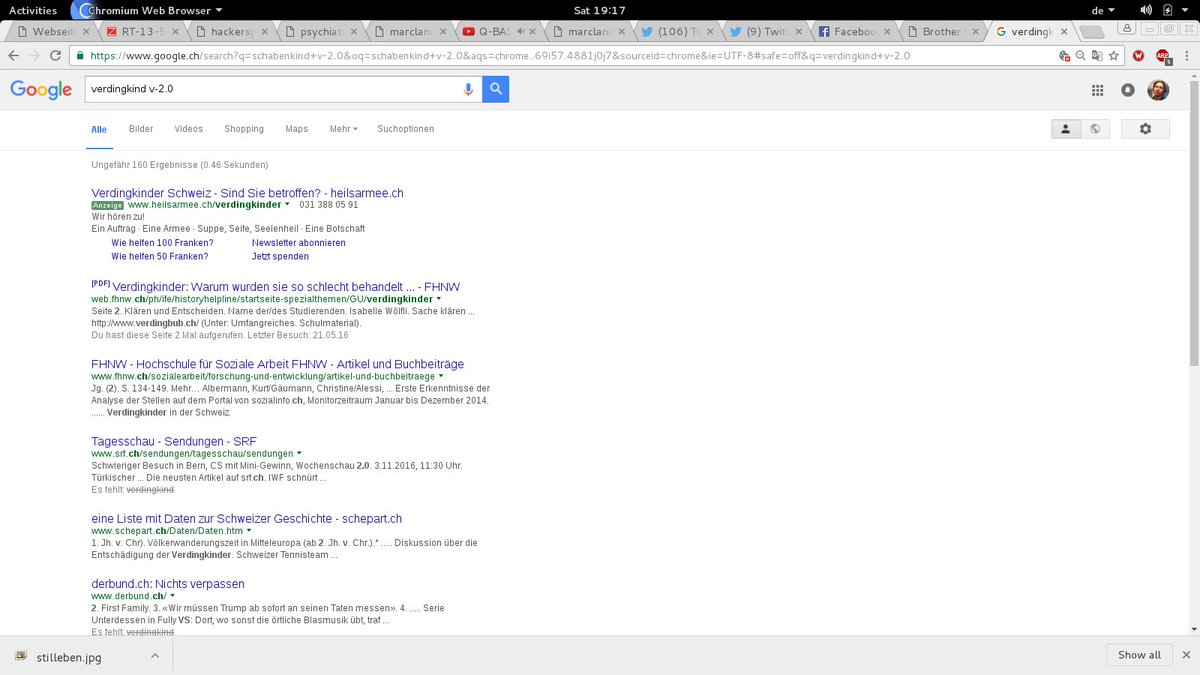 Activities Chromium Web Browser Sat 19:17 de
Webseit RT-13-5 hackersp psychiat marclanc Q-BAS marclanc (106) T (9) Twitt Faceboo Brother verdingk
https://www.google.ch/search?q=schabenkind+v-2.0&oq=schabenkind+v-2.0&aqs=chrome..69i57.4881j0j7&sourceid=chrome&ie=UTF-8#safe=off&q=verdingkind+v-2.0
Google verdingkind v-2.0
Alle Bilder Videos Shopping Maps Mehr Suchoptionen
Ungefähr 160 Ergebnisse (0.46 Sekunden)
Verdingkinder Schweiz - Sind Sie betroffen? - heilsarmee.ch
Anzeige www.heilsarmee.ch/verdingkinder 031 388 05 91
Wir hören zu!
Ein Auftrag · Eine Armee · Suppe, Seife, Seelenheil · Eine Botschaft
Wie helfen 100 Franken? Newsletter abonnieren
Wie helfen 50 Franken? Jetzt spenden
[PDF] Verdingkinder: Warum wurden sie so schlecht behandelt ... - FHNW
web.fhnw.ch/ph/ife/historyhelpline/startseite-spezialthemen/GU/verdingkinder
Seite 2. Klären und Entscheiden. Name der/des Studierenden. Isabelle Wölfli. Sache klären ...
http://www.verdingbub.ch/ (Unter: Umfangreiches. Schulmaterial).
Du hast diese Seite 2 Mal aufgerufen. Letzter Besuch: 21.05.16
FHNW - Hochschule für Soziale Arbeit FHNW - Artikel und Buchbeiträge
www.fhnw.ch/sozialearbeit/forschung-und-entwicklung/artikel-und-buchbeitraege
Jg. (2). S. 134-149. Mehr… Albermann, Kurt/Gäumann, Christine/Alessi, ... Erste Erkenntnisse der
Analyse der Stellen auf dem Portal von sozialinfo.ch, Monitorzeitraum Januar bis Dezember 2014.
...... Verdingkinder in der Schweiz.
Tagesschau - Sendungen - SRF
www.srf.ch/sendungen/tagesschau/sendungen
Schwieriger Besuch in Bern, CS mit Mini-Gewinn, Wochenschau 2.0. 3.11.2016, 11:30 Uhr.
Türkischer ... Die neusten Artikel auf srf.ch. IWF schnürt ...
Es fehlt: verdingkind
eine Liste mit Daten zur Schweizer Geschichte - schepart.ch
www.schepart.ch/Daten/Daten.htm
1. Jh. v. Chr). Völkerwanderungszeit in Mitteleuropa (ab 2. Jh. v. Chr.).* ..... Diskussion über die
Entschädigung der Verdingkinder. Schweizer Tennisteam ...
derbund.ch: Nichts verpassen
www.derbund.ch/
2. First Family. 3. «Wir müssen Trump ab sofort an seinen Taten messen». 4. ..... Serie
Unterdessen in Fully VS: Dort, wo sonst die örtliche Blasmusik übt, traf ...
Es fehlt: verdingkind
stilleben.jpg Show all